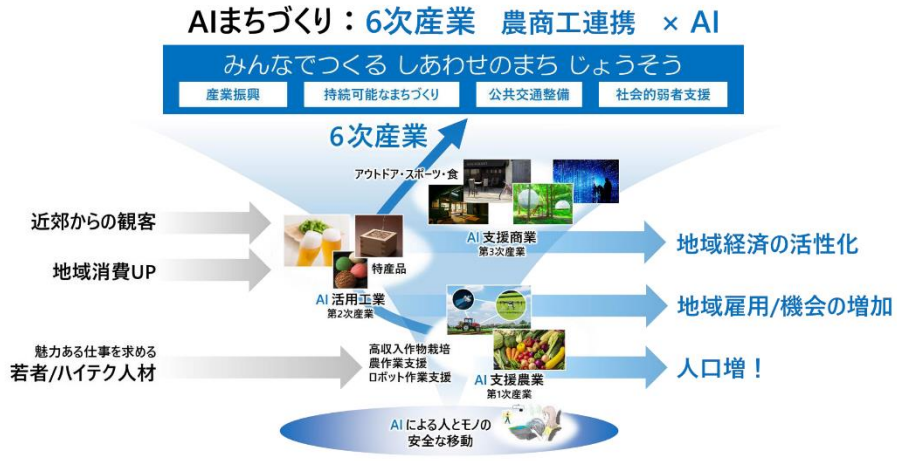 AIまちづくり：6次産業 農商工連携 × AI
みんなでつくる しあわせのまち じょうそう
産業振興
持続可能なまちづくり
公共交通整備
社会的弱者支援
6次産業
アウトドア・スポーツ・食
近郊からの観客
地域消費UP
特産品
AI 活用工業
第2次産業
AI 支援商業
第3次産業
地域経済の活性化
地域雇用/機会の増加
魅力ある仕事を求める
若者/ハイテク人材
高収入作物栽培
農作業支援
ロボット作業支援
AI 支援農業
第1次産業
人口増！
AI による人とモノの
安全な移動